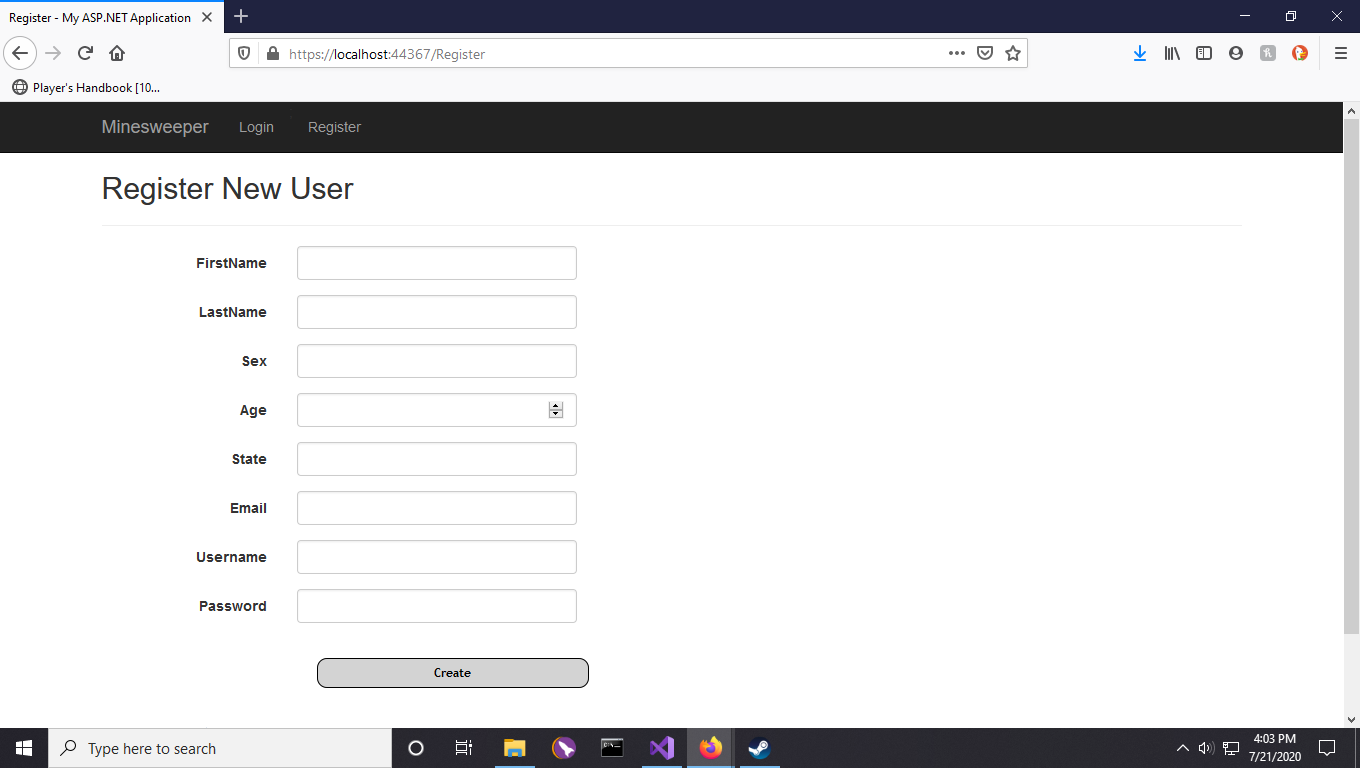 Register - My ASP.NET Application
https://localhost:44367/Register
Player's Handbook [10...
Minesweeper Login Register
Register New User
FirstName
LastName
Sex
Age
State
Email
Username
Password
Create
Type here to search
4:03 PM
7/21/2020